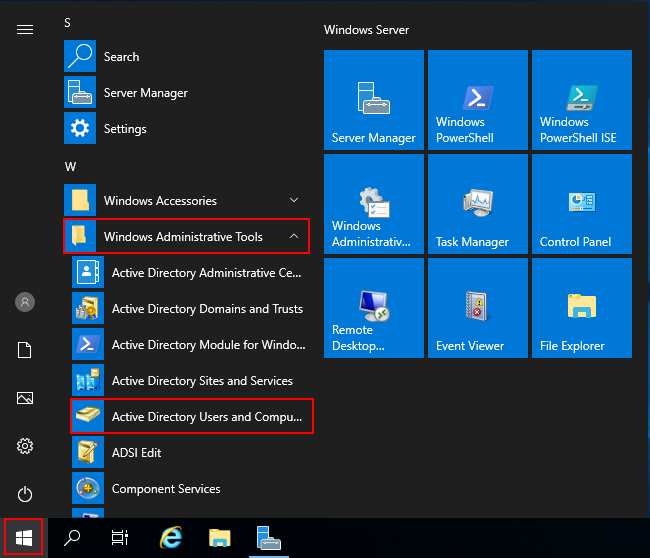 S
Search
Server Manager
Settings
W
Windows Accessories
Windows Administrative Tools
Active Directory Administrative Ce...
Active Directory Domains and Trusts
Active Directory Module for Windo...
Active Directory Sites and Services
Active Directory Users and Compu...
ADSI Edit
Component Services
Windows Server
Server Manager
Windows
PowerShell
Windows
PowerShell ISE
Windows
Administrativ...
Task Manager
Control Panel
Remote
Desktop...
Event Viewer
File Explorer